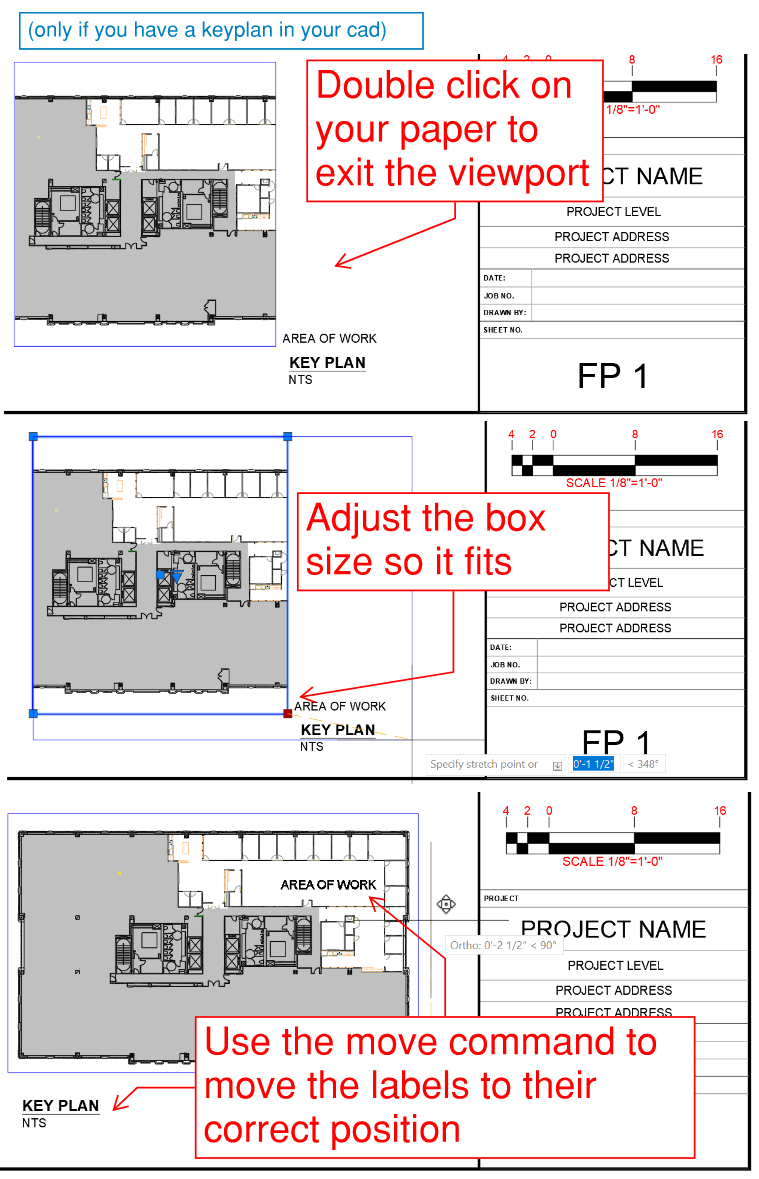 (only if you have a keyplan in your cad)
4 2 8 16
Double click on
your paper to
exit the viewport
1/8"=1'-0"
CT NAME
PROJECT LEVEL
PROJECT ADDRESS
PROJECT ADDRESS
DATE:
JOB NO.
DRAWN BY:
SHEET NO.
AREA OF WORK
KEY PLAN
NTS
FP 1
4 2 0 8 16
SCALE 1/8"=1'-0"
Adjust the box
size so it fits
CT NAME
CT LEVEL
PROJECT ADDRESS
PROJECT ADDRESS
DATE:
JOB NO.
DRAWN BY:
SHEET NO.
AREA OF WORK
KEY PLAN
NTS
FP 1
Specify stretch point or 0'-1 1/2" < 348°
4 2 0 8 16
SCALE 1/8"=1'-0"
AREA OF WORK
PROJECT
PROJECT NAME
Ortho: 0'-2 1/2" < 90°
PROJECT LEVEL
PROJECT ADDRESS
PROJECT ADDRESS
Use the move command to
move the labels to their
correct position
KEY PLAN
NTS